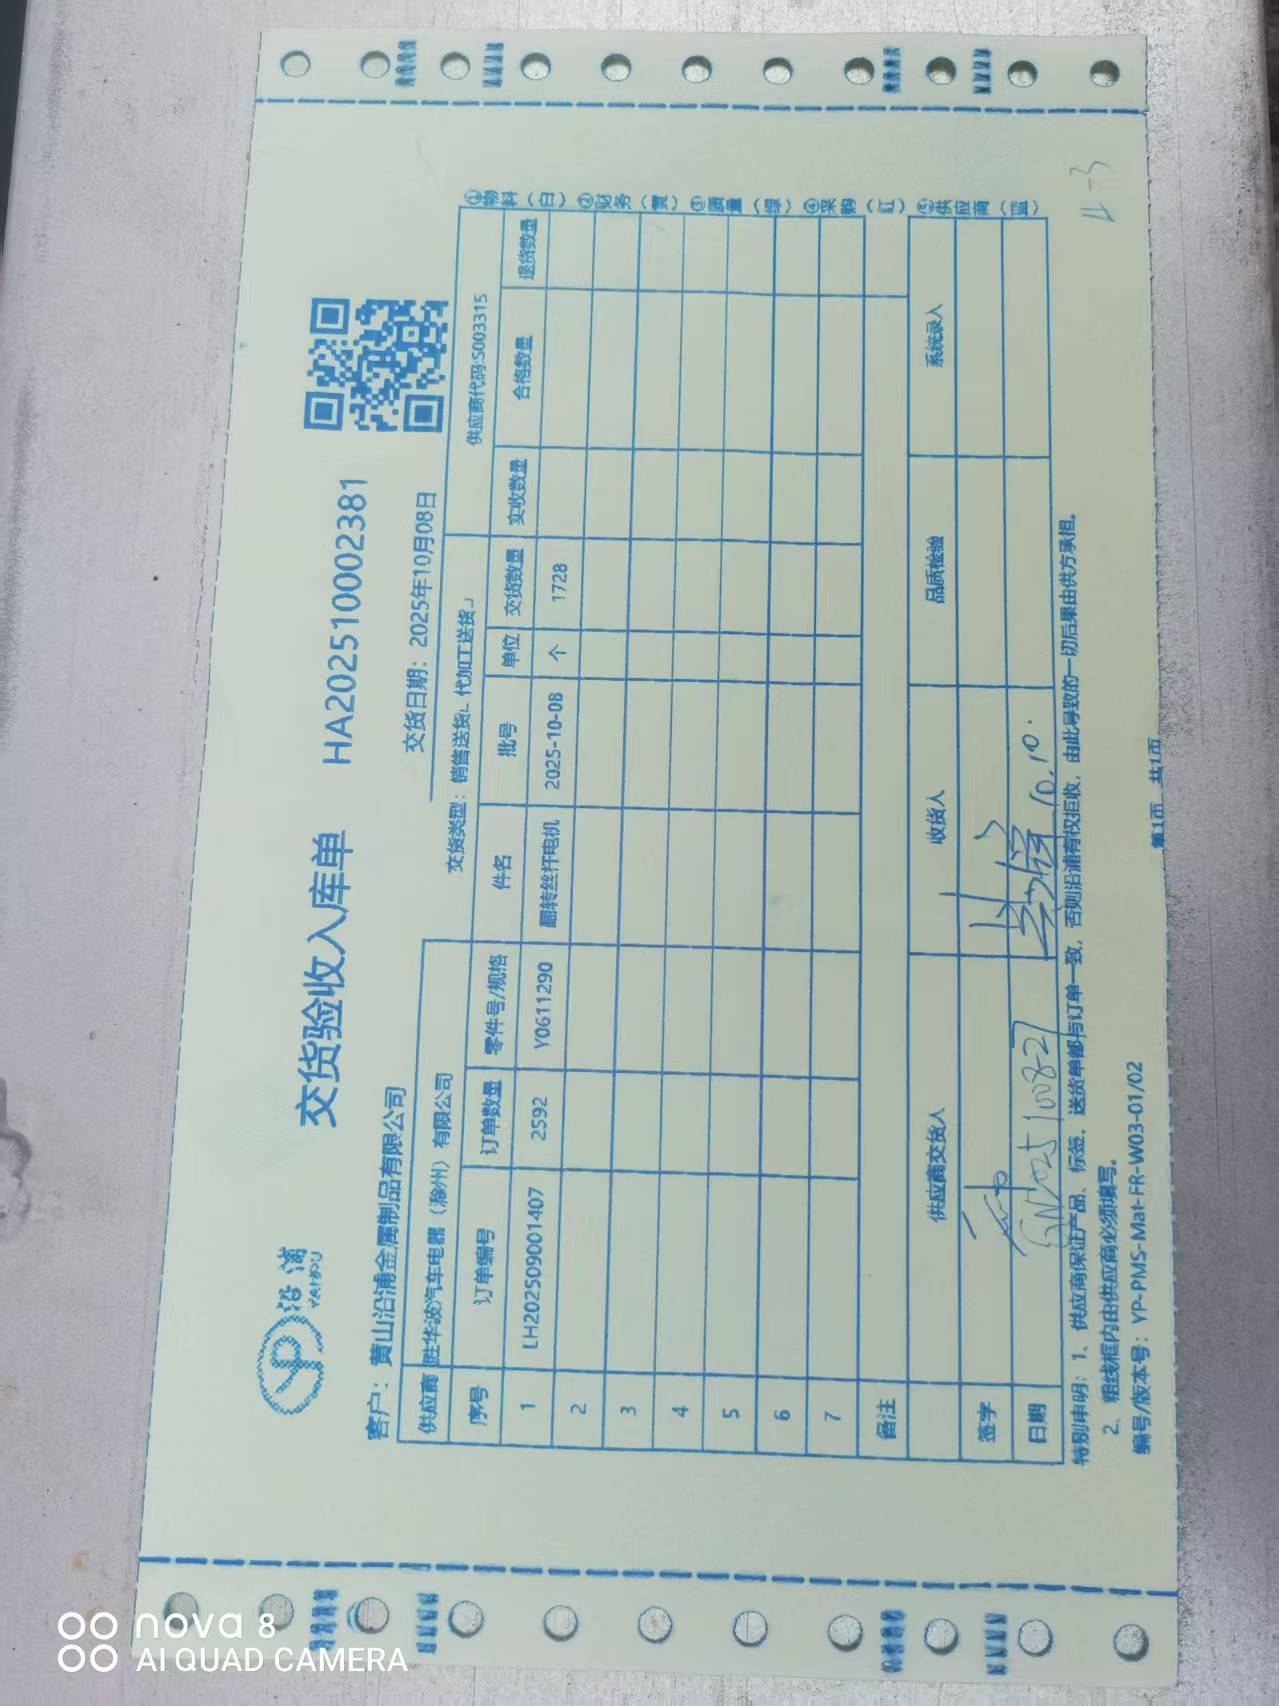 沿浦
YANPU
交货验收入库单 HA202510002381
客户：黄山沿浦金属制品有限公司 交货日期：2025年10月08日
供应商 胜华波汽车电器（滁州）有限公司 交货类型：销售送货 代加工送货 供应商代码:S003315
序号 订单编号 订单数量 零件号/规格 件名 批号 单位 交货数量 实收数量 合格数量 退货数量
1 LH202509001407 2592 Y0611290 翻转丝杆电机 2025-10-08 个 1728
2
3
4
5
6
7
备注
供应商交货人 收货人 品质检验 系统录入
签字
日期 10.10.
①物料（白）②财务（黄）③质量（绿）④采购（红）⑤供应商（蓝）
特别申明：1、供应商保证产品、标签、送货单都与订单一致，否则沿浦有权拒收，由此导致的一切后果由供方承担。
2、粗线框内由供应商必须填写。
编号/版本号：YP-PMS-Mat-FR-W03-01/02
第1页 共1页
4-3
nova 8
AI QUAD CAMERA